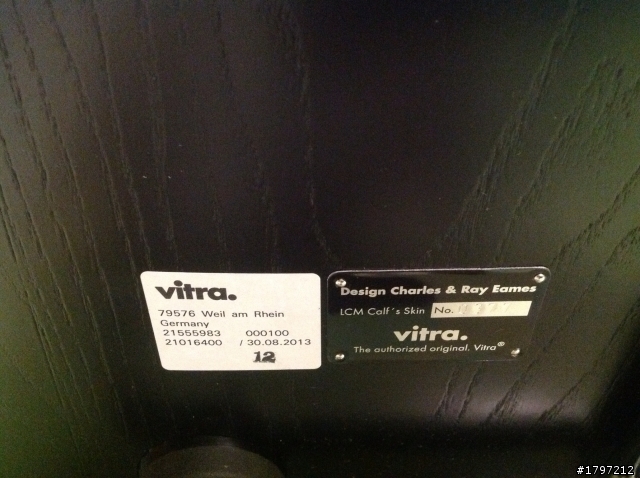 vitra.
79576 Weil am Rhein
Germany
21555983 000100
21016400 / 30.08.2013
12
Design Charles & Ray Eames
LCM Calf´s Skin No.
vitra.
The authorized original. Vitra®
#1797212